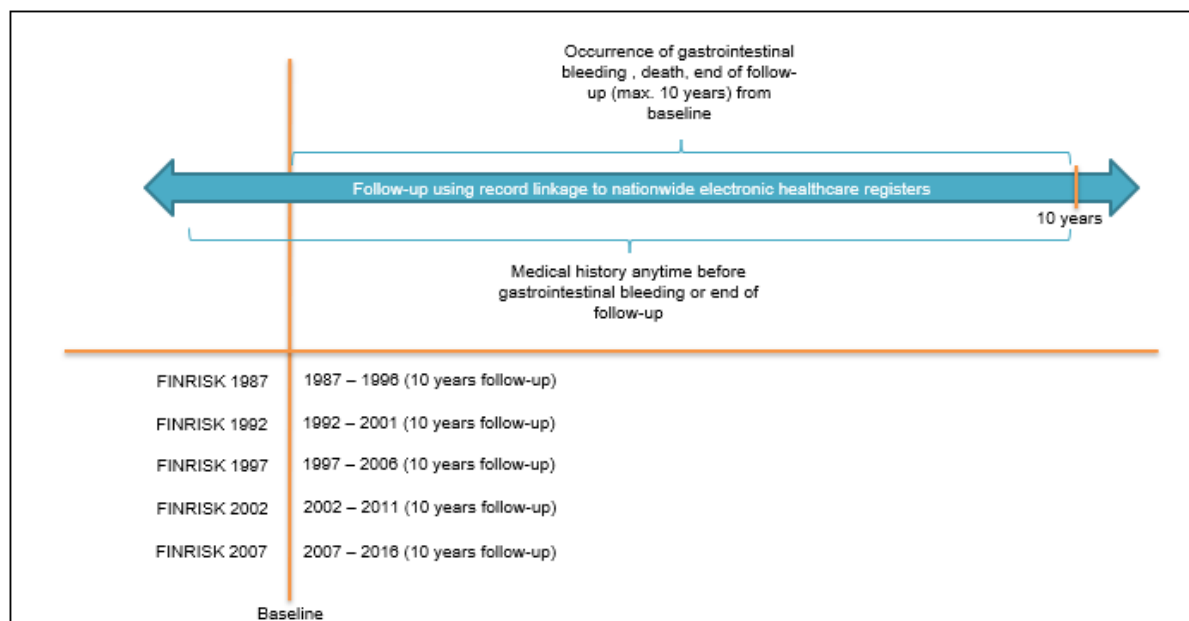 Occurrence of gastrointestinal
bleeding , death, end of follow-
up (max. 10 years) from
baseline
Follow-up using record linkage to nationwide electronic healthcare registers
10 years
Medical history anytime before
gastrointestinal bleeding or end of
follow-up
FINRISK 1987 1987 – 1996 (10 years follow-up)
FINRISK 1992 1992 – 2001 (10 years follow-up)
FINRISK 1997 1997 – 2006 (10 years follow-up)
FINRISK 2002 2002 – 2011 (10 years follow-up)
FINRISK 2007 2007 – 2016 (10 years follow-up)
Baseline